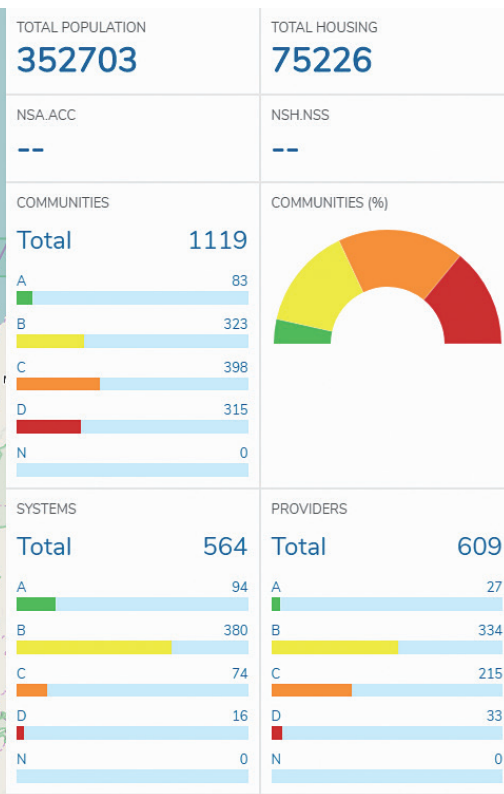 TOTAL POPULATION
352703
TOTAL HOUSING
75226
NSA.ACC
--
NSH.NSS
--
COMMUNITIES
Total 1119
A 83
B 323
C 398
D 315
N 0
COMMUNITIES (%)
SYSTEMS
Total 564
A 94
B 380
C 74
D 16
N 0
PROVIDERS
Total 609
A 27
B 334
C 215
D 33
N 0